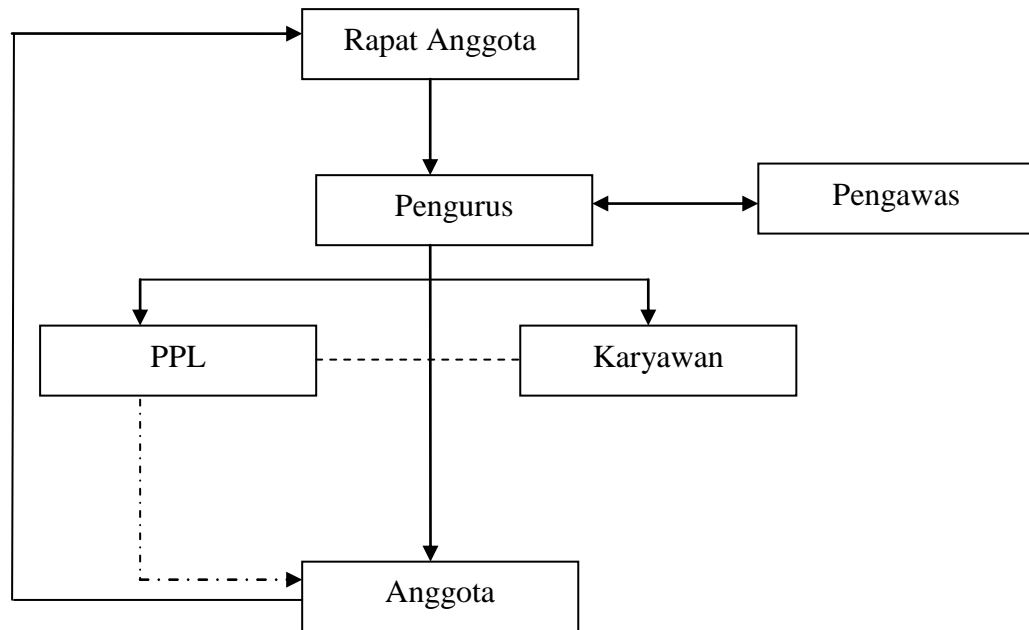 Rapat Anggota
Pengurus
Pengawas
PPL
Karyawan
Anggota